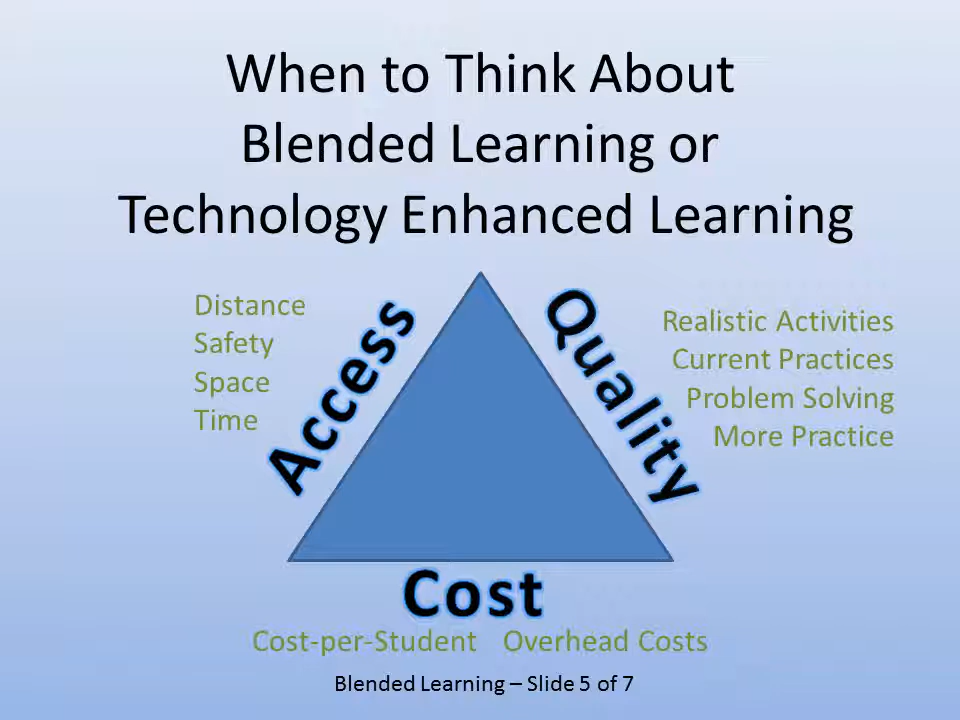 When to Think About
Blended Learning or
Technology Enhanced Learning
Distance
Safety
Space
Time
Access
Quality
Realistic Activities
Current Practices
Problem Solving
More Practice
Cost
Cost-per-Student Overhead Costs
Blended Learning – Slide 5 of 7